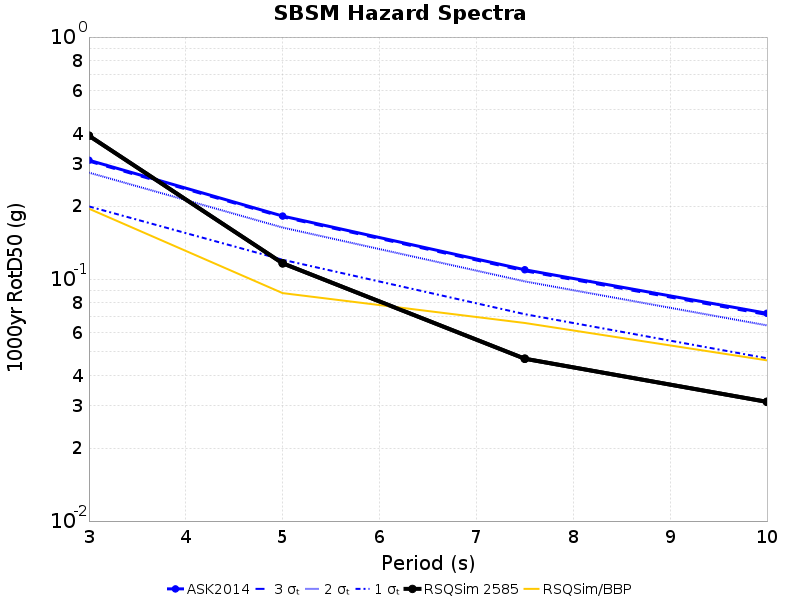 SBSM Hazard Spectra
10^0
8
6
4
3
2
10^-1
8
6
4
3
2
10^-2
1000yr RotD50 (g)
3 4 5 6 7 8 9 10
Period (s)
ASK2014 3 σₜ 2 σₜ 1 σₜ RSQSim 2585 RSQSim/BBP